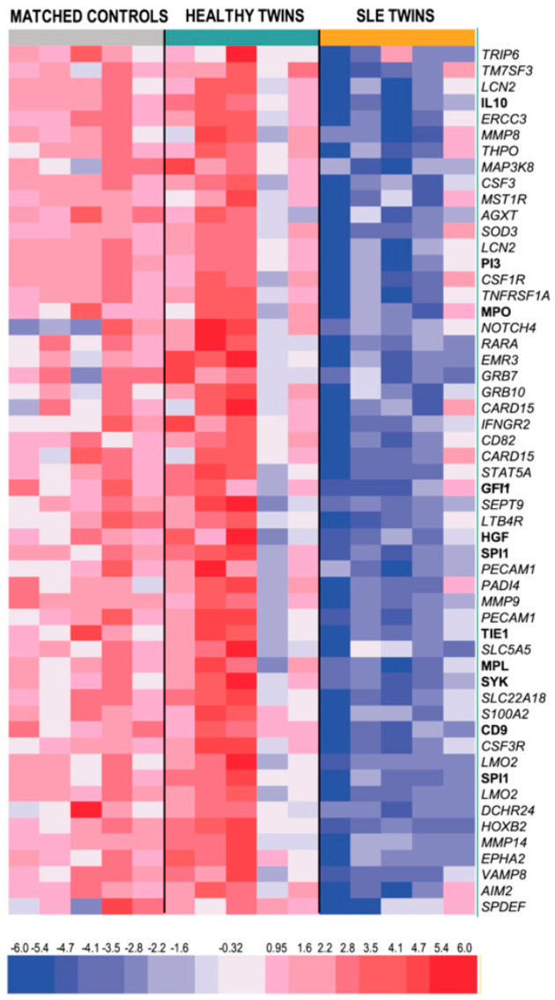 MATCHED CONTROLS HEALTHY TWINS SLE TWINS
TRIP6
TM7SF3
LCN2
IL10
ERCC3
MMP8
THPO
MAP3K8
CSF3
MST1R
AGXT
SOD3
LCN2
PI3
CSF1R
TNFRSF1A
MPO
NOTCH4
RARA
EMR3
GRB7
GRB10
CARD15
IFNGR2
CD82
CARD15
STAT5A
GFI1
SEPT9
LTB4R
HGF
SPI1
PECAM1
PADI4
MMP9
PECAM1
TIE1
SLC5A5
MPL
SYK
SLC22A18
S100A2
CD9
CSF3R
LMO2
SPI1
LMO2
DCHR24
HOXB2
MMP14
EPHA2
VAMP8
AIM2
SPDEF
-6.0 -5.4 -4.7 -4.1 -3.5 -2.8 -2.2 -1.6 -0.32 0.95 1.6 2.2 2.8 3.5 4.1 4.7 5.4 6.0